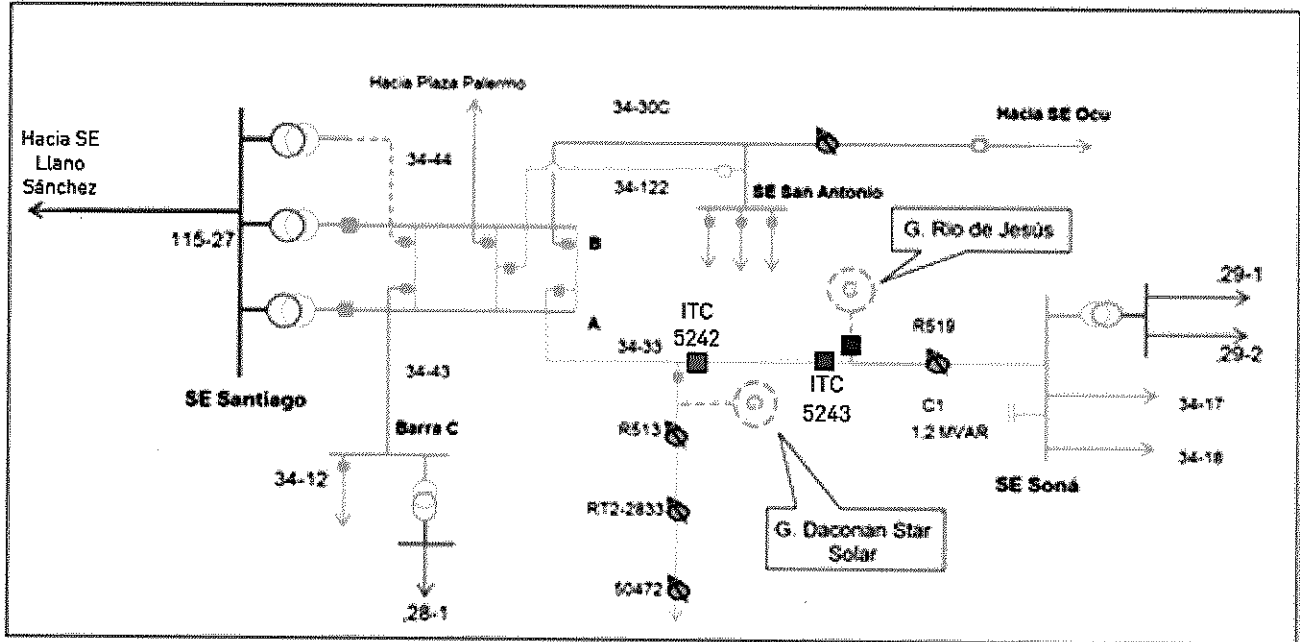 Hacia Plaza Palermo
34-30C
Hacia SE Ocu
Hacia SE
Llano
Sánchez
34-44
34-122
SE San Antonio
115-27
B
G. Rio de Jesús
G
29-1
A
ITC
5242
R519
34-33
29-2
SE Santiago
34-43
ITC
5243
G
C1
1.2 MVAR
34-17
Barra C
R513
34-18
34-12
SE Soná
RT2-2833
G. Daconan Star
Solar
50472
28-1